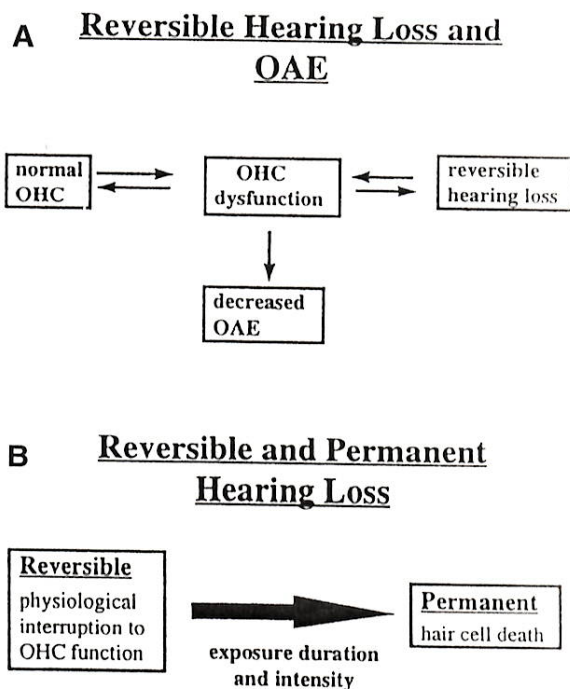 A
Reversible Hearing Loss and
OAE
normal
OHC
OHC
dysfunction
reversible
hearing loss
decreased
OAE
B
Reversible and Permanent
Hearing Loss
Reversible
physiological
interruption to
OHC function
exposure duration
and intensity
Permanent
hair cell death